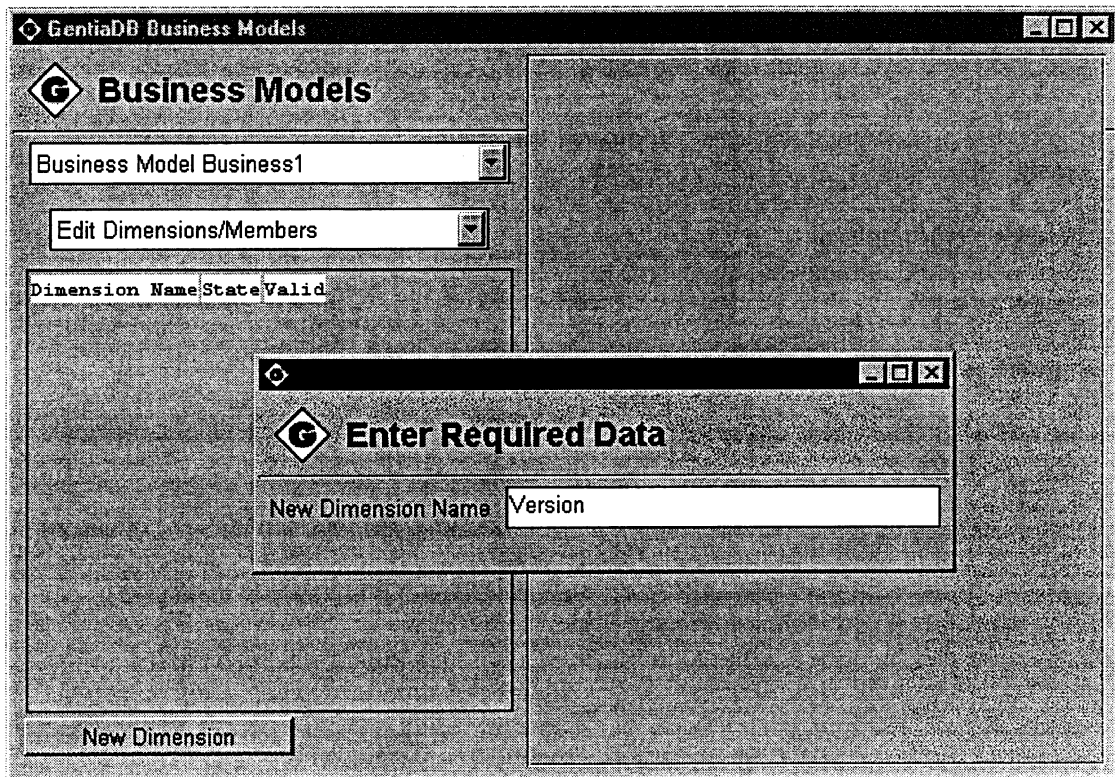 GentiaDB Business Models
G Business Models
Business Model Business1
Edit Dimensions/Members
Dimension Name State Valid
G Enter Required Data
New Dimension Name Version
New Dimension